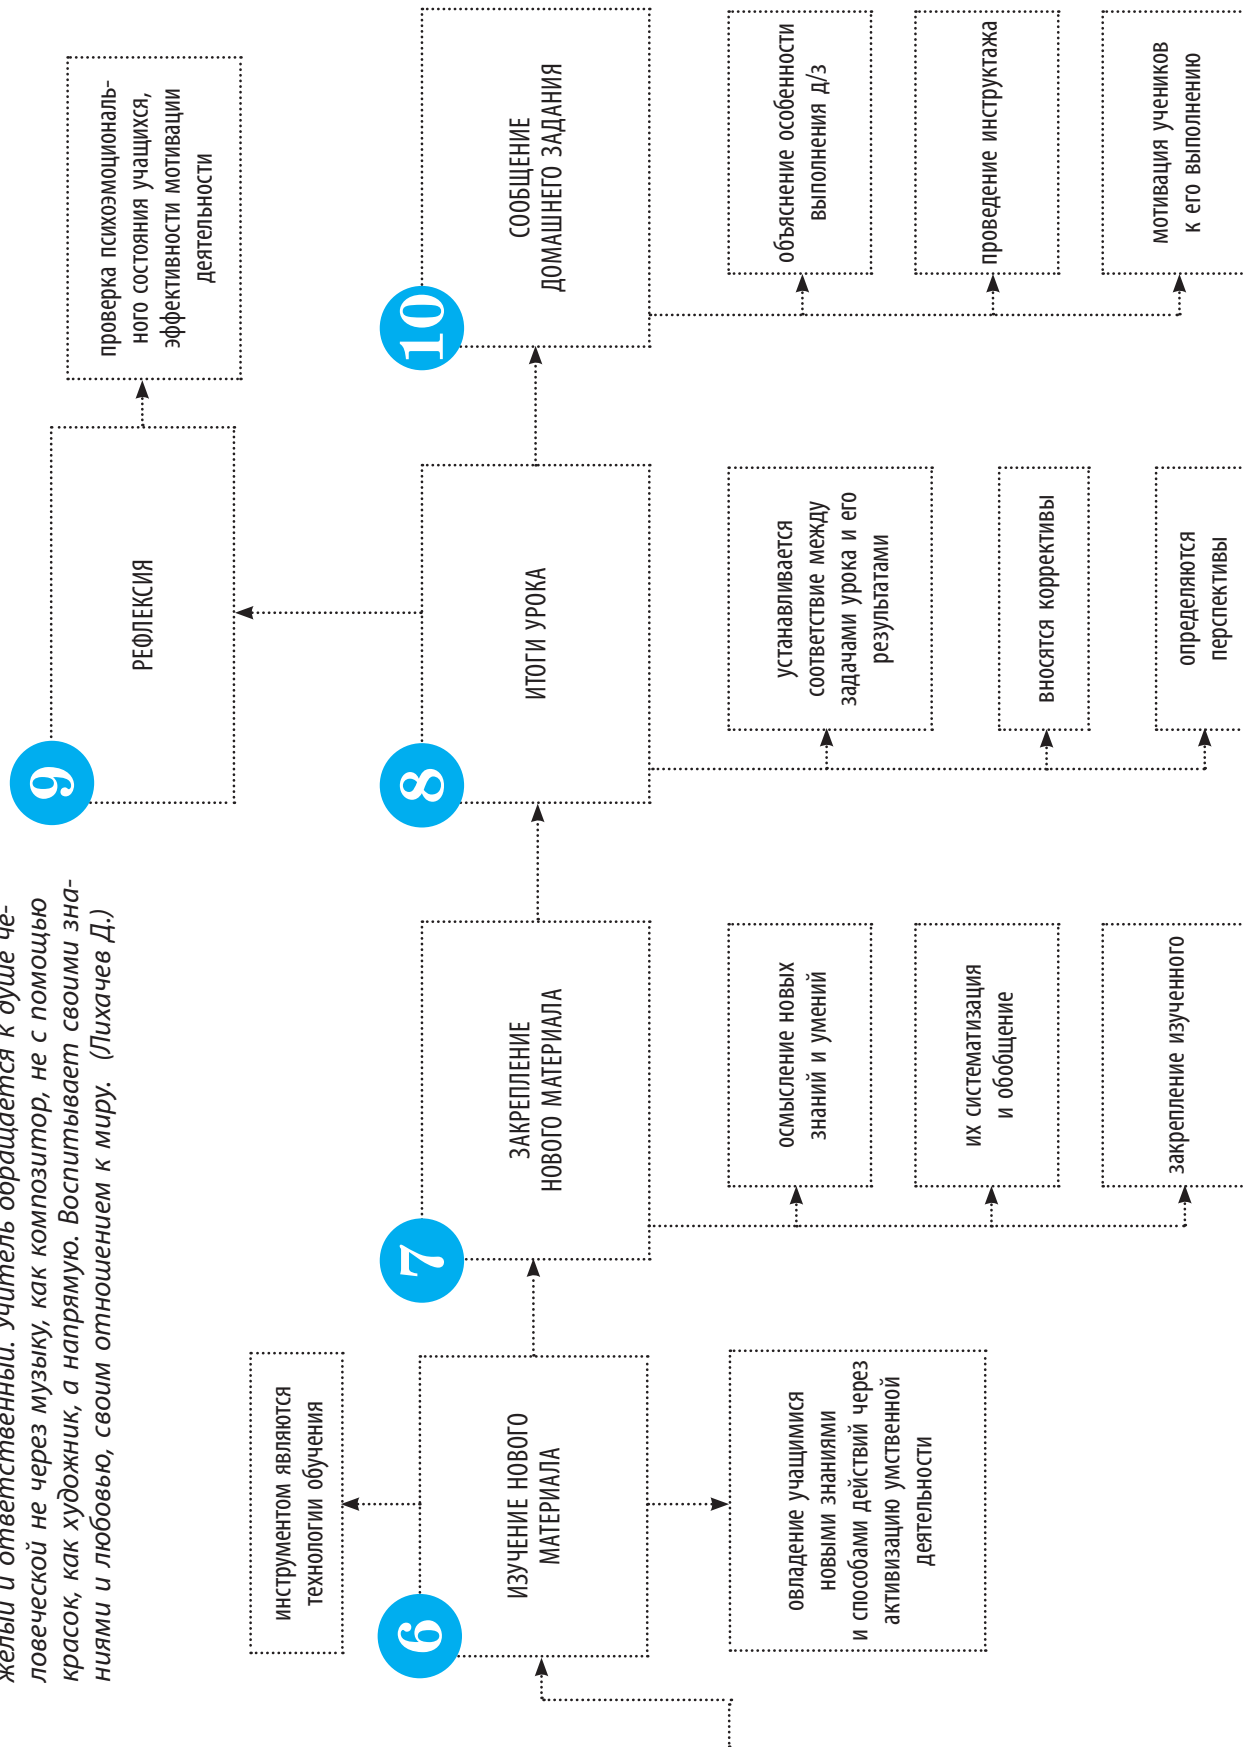 желый и ответственный. Учитель обращается к душе че-
ловеческой не через музыку, как композитор, не с помощью
красок, как художник, а напрямую. Воспитывает своими зна-
ниями и любовью, своим отношением к миру. (Лихачев Д.)
6
ИЗУЧЕНИЕ НОВОГО
МАТЕРИАЛА
инструментом являются
технологии обучения
овладение учащимися
новыми знаниями
и способами действий через
активизацию умственной
деятельности
7
ЗАКРЕПЛЕНИЕ
НОВОГО МАТЕРИАЛА
осмысление новых
знаний и умений
их систематизация
и обобщение
закрепление изученного
8
ИТОГИ УРОКА
устанавливается
соответствие между
задачами урока и его
результатами
вносятся коррективы
определяются
перспективы
9
РЕФЛЕКСИЯ
проверка психоэмоциональ-
ного состояния учащихся,
эффективности мотивации
деятельности
10
СООБЩЕНИЕ
ДОМАШНЕГО ЗАДАНИЯ
объяснение особенности
выполнения д/з
проведение инструктажа
мотивация учеников
к его выполнению